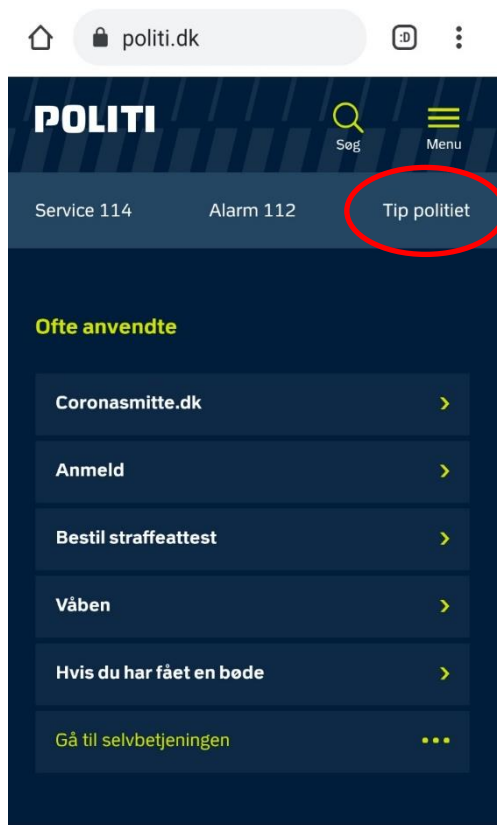 politi.dk
:D
POLITI
Søg
Menu
Service 114
Alarm 112
Tip politiet
Ofte anvendte
Coronasmitte.dk
Anmeld
Bestil straffeattest
Våben
Hvis du har fået en bøde
Gå til selvbetjeningen